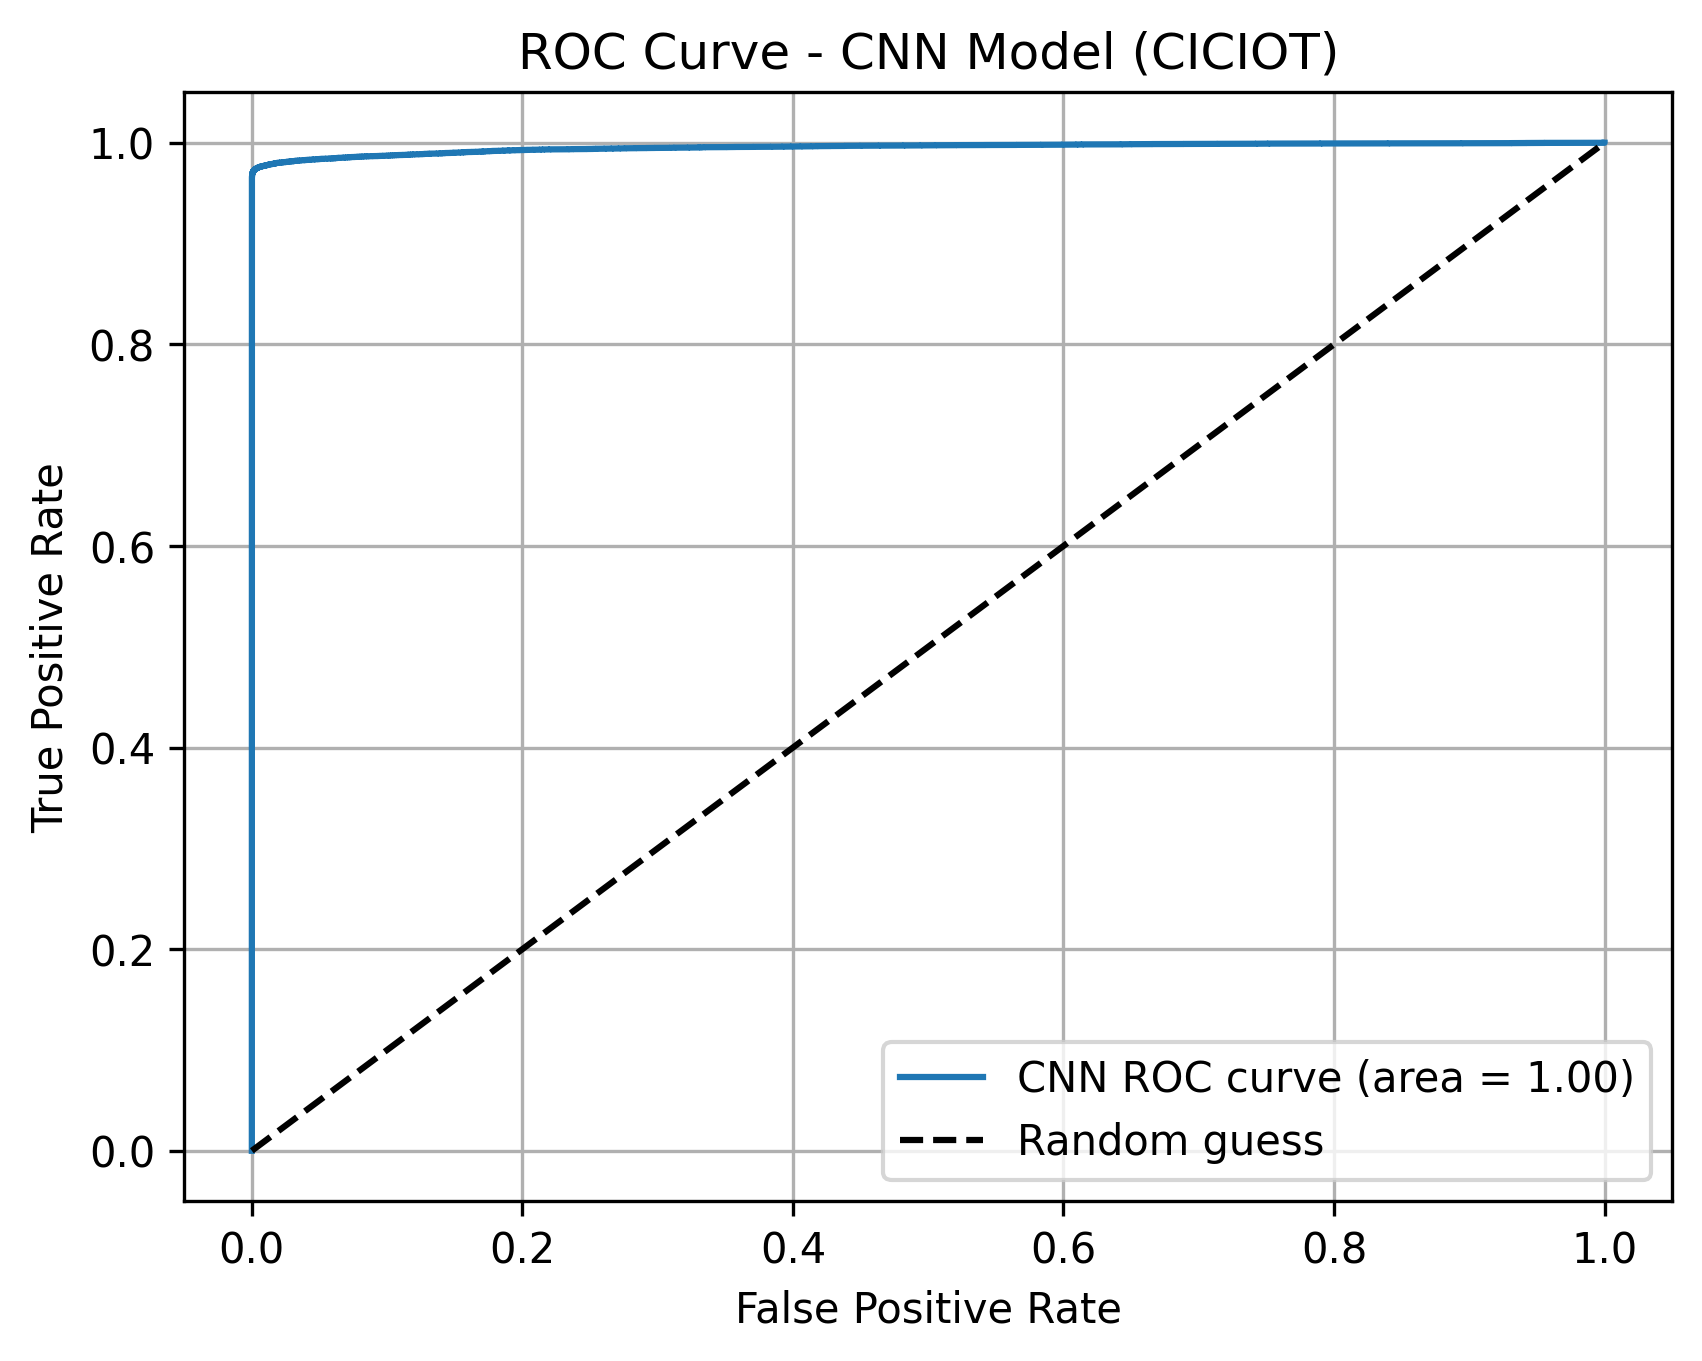 ROC Curve - CNN Model (CICIOT)
True Positive Rate
1.0
0.8
0.6
0.4
0.2
0.0
CNN ROC curve (area = 1.00)
Random guess
0.0 0.2 0.4 0.6 0.8 1.0
False Positive Rate